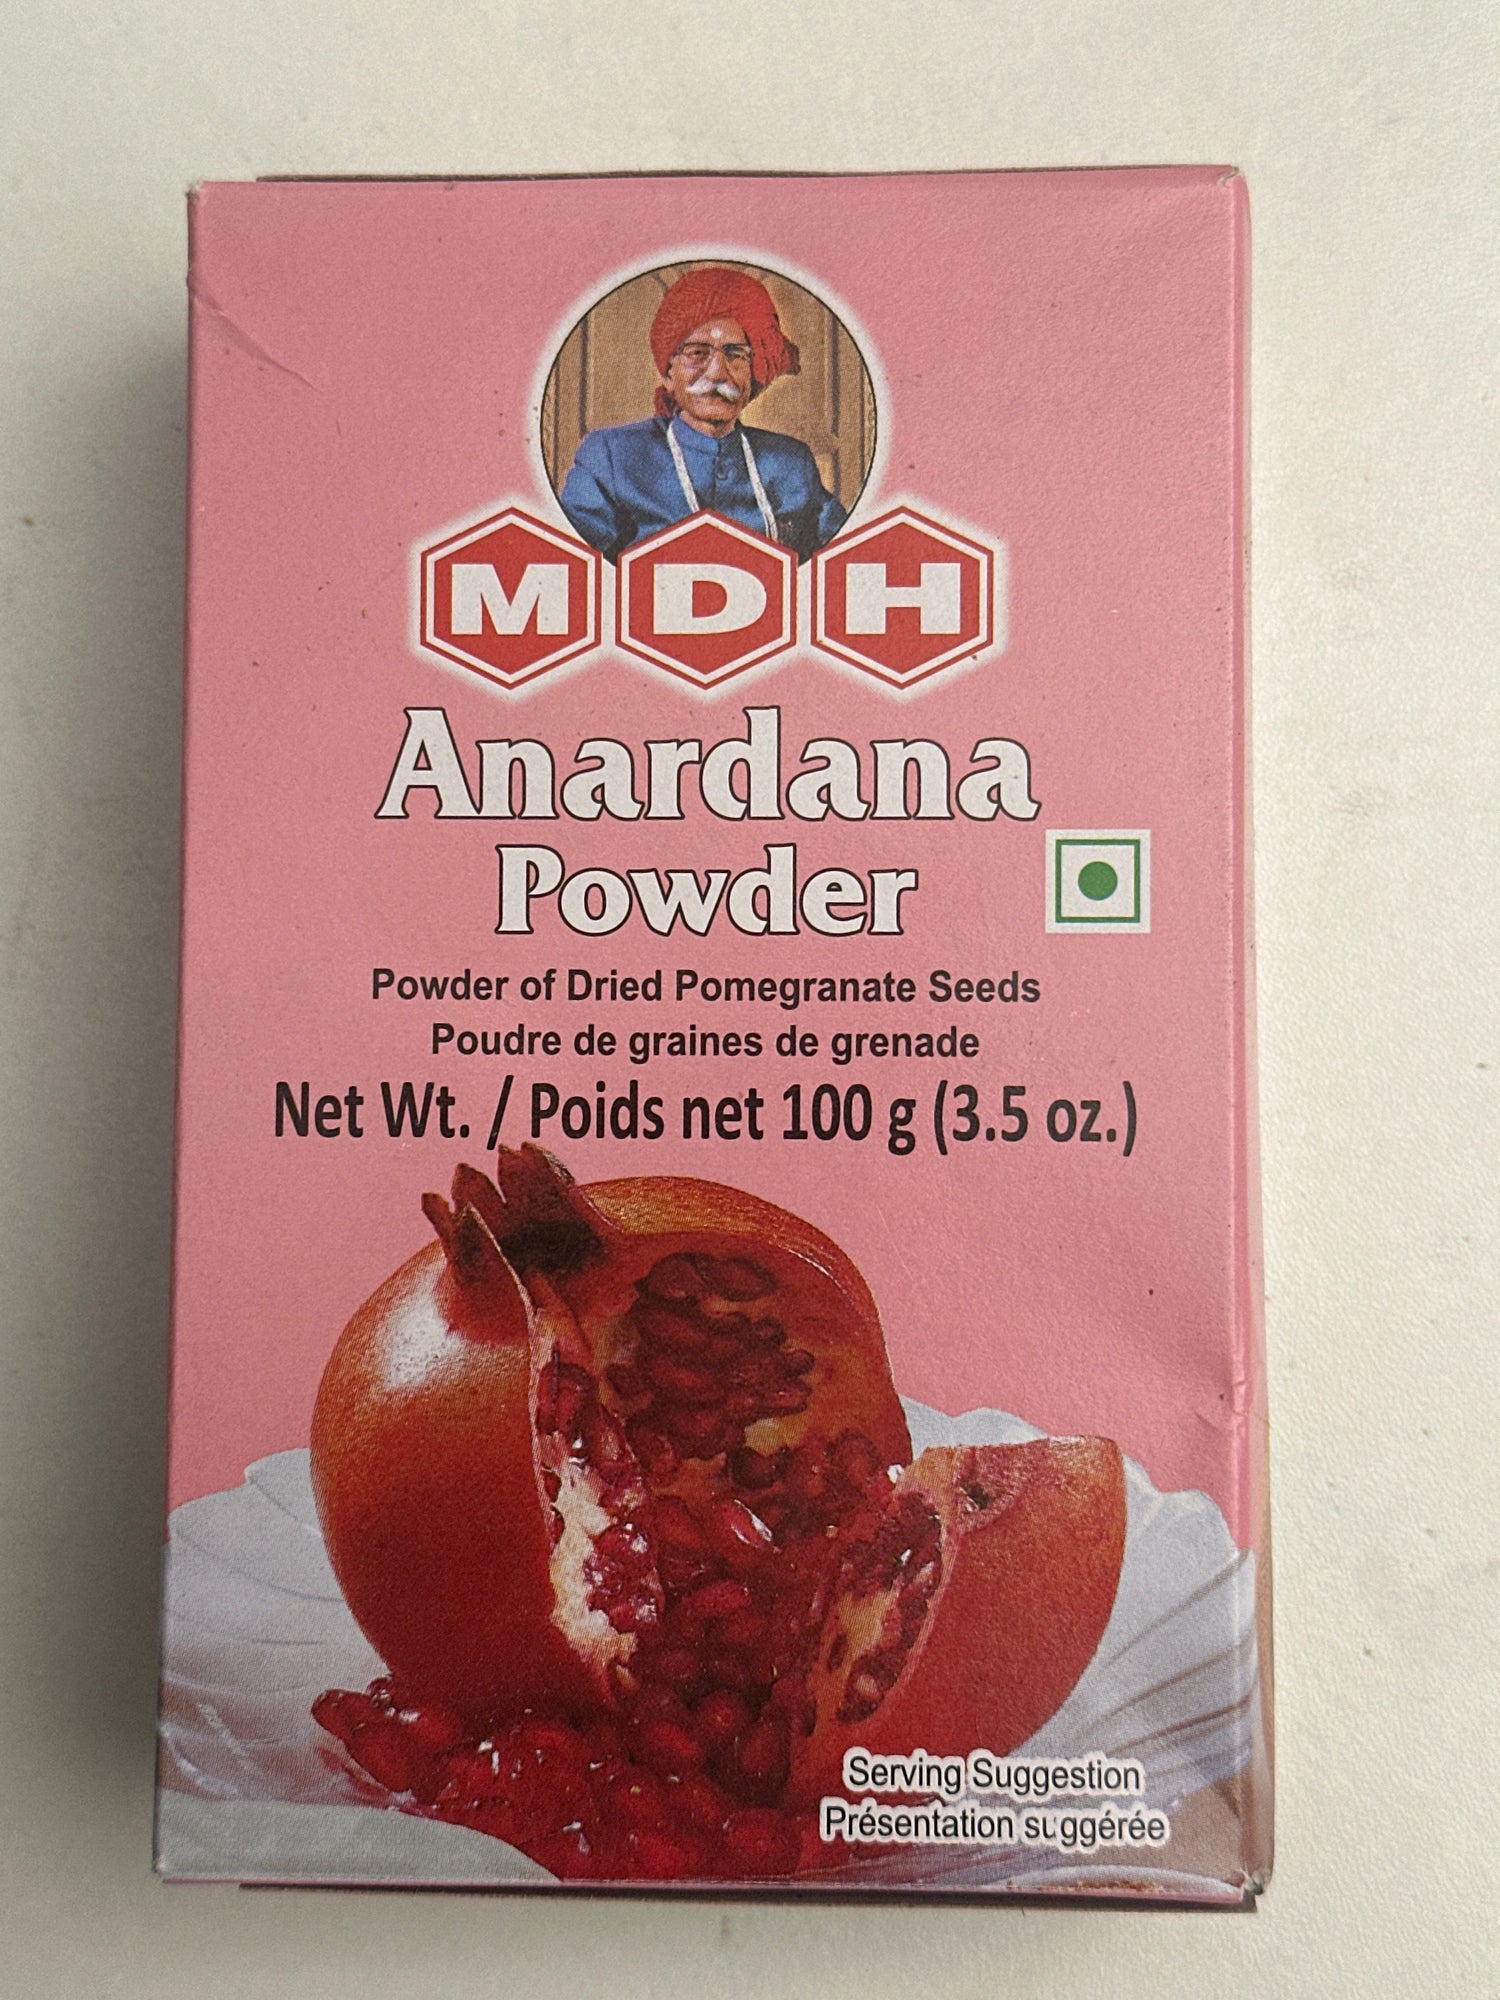 MDH
Anardana
Powder
Powder of Dried Pomegranate Seeds
Poudre de graines de grenade
Net Wt. / Poids net 100 g (3.5 oz.)
Serving Suggestion
Présentation suggérée